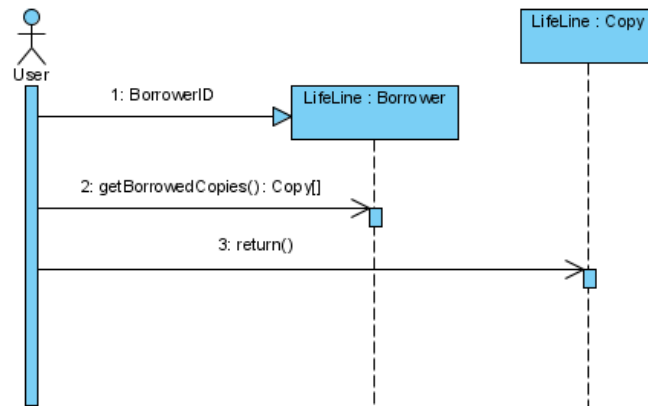 LifeLine : Copy
User
1: BorrowerID
LifeLine : Borrower
2: getBorrowedCopies(): Copy[]
3: return()